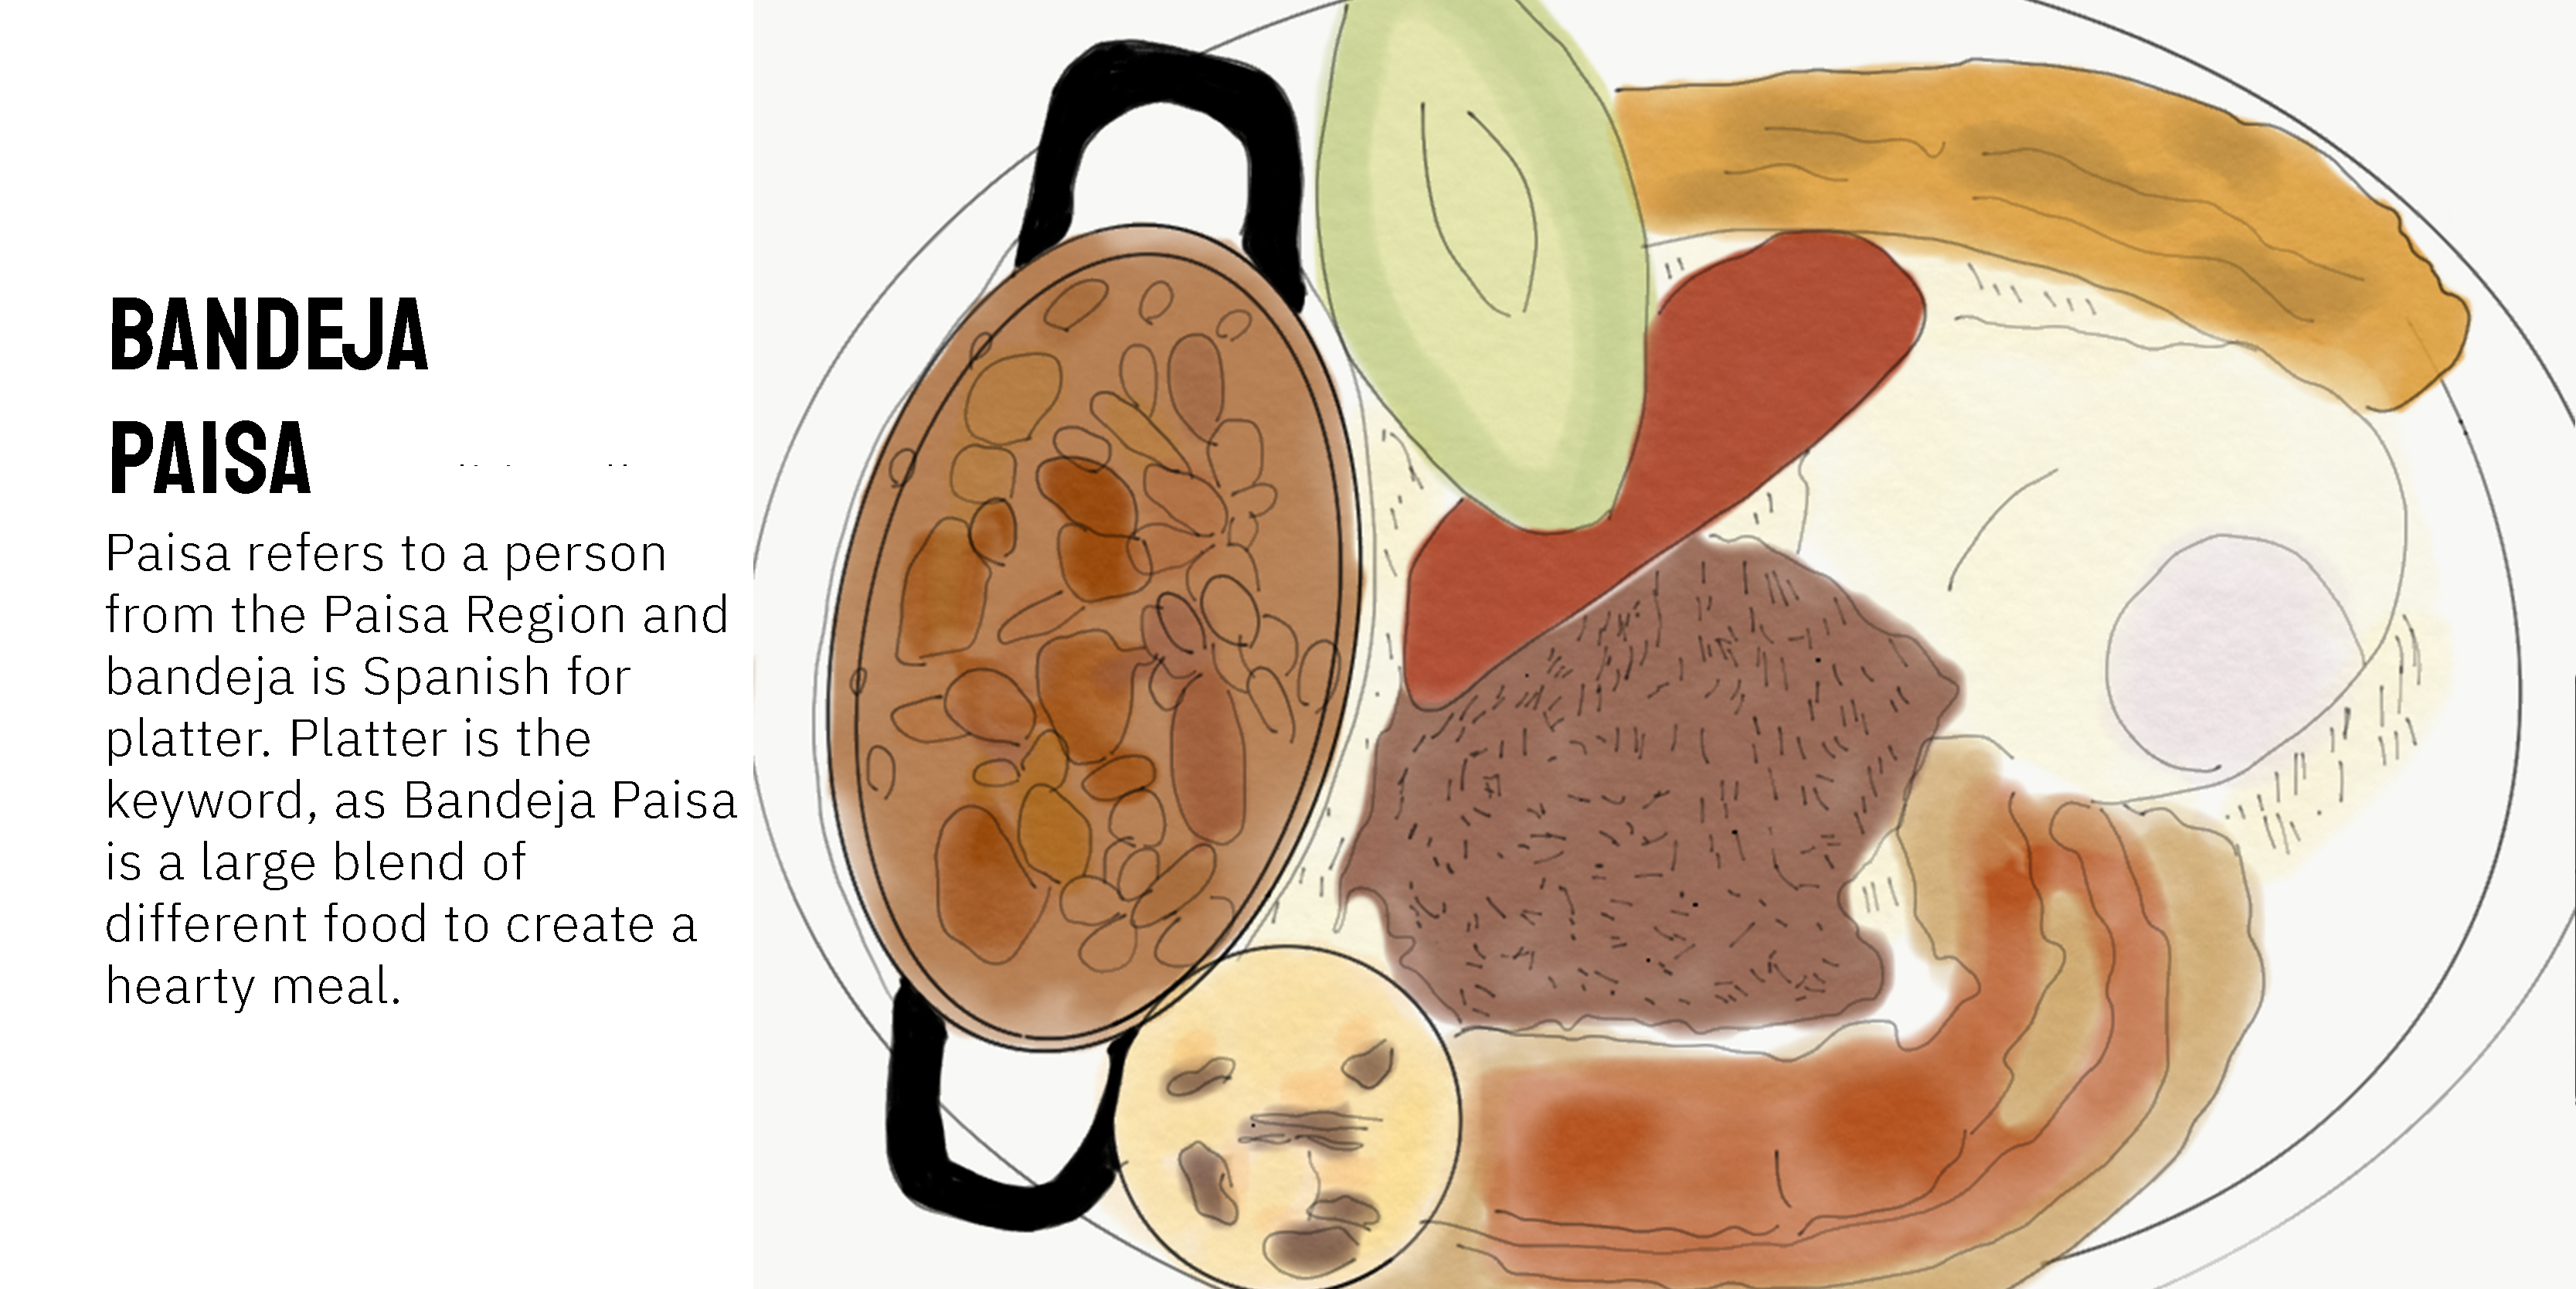 BANDEJA
PAISA
Paisa refers to a person
from the Paisa Region and
bandeja is Spanish for
platter. Platter is the
keyword, as Bandeja Paisa
is a large blend of
different food to create a
hearty meal.